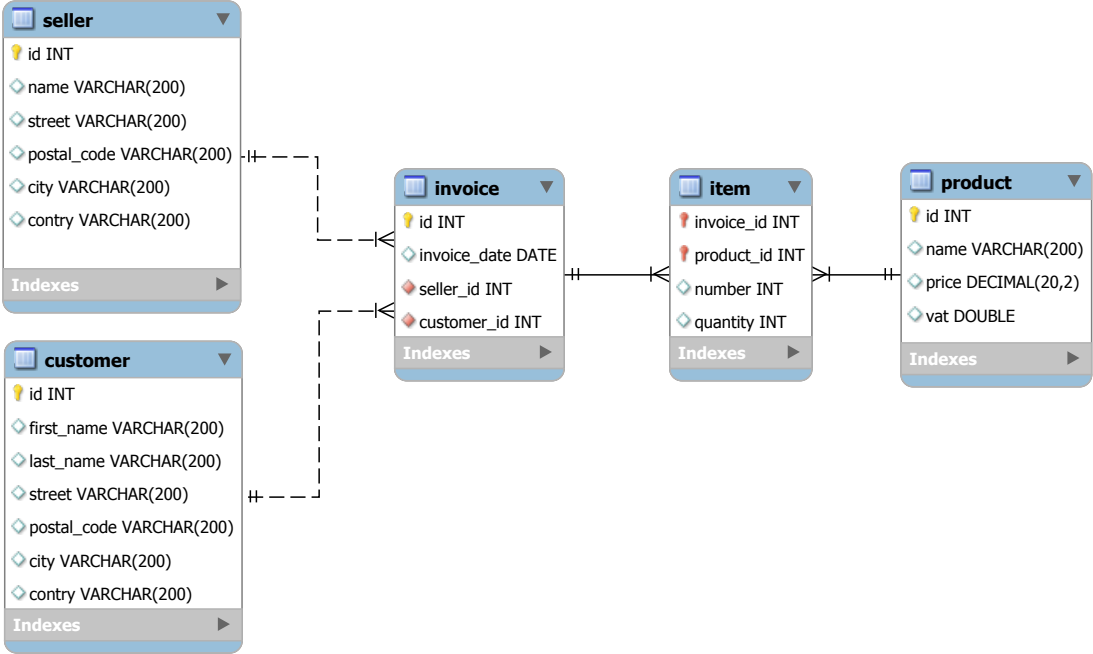 seller
id INT
name VARCHAR(200)
street VARCHAR(200)
postal_code VARCHAR(200)
city VARCHAR(200)
contry VARCHAR(200)
Indexes
customer
id INT
first_name VARCHAR(200)
last_name VARCHAR(200)
street VARCHAR(200)
postal_code VARCHAR(200)
city VARCHAR(200)
contry VARCHAR(200)
Indexes
invoice
id INT
invoice_date DATE
seller_id INT
customer_id INT
Indexes
item
invoice_id INT
product_id INT
number INT
quantity INT
Indexes
product
id INT
name VARCHAR(200)
price DECIMAL(20,2)
vat DOUBLE
Indexes